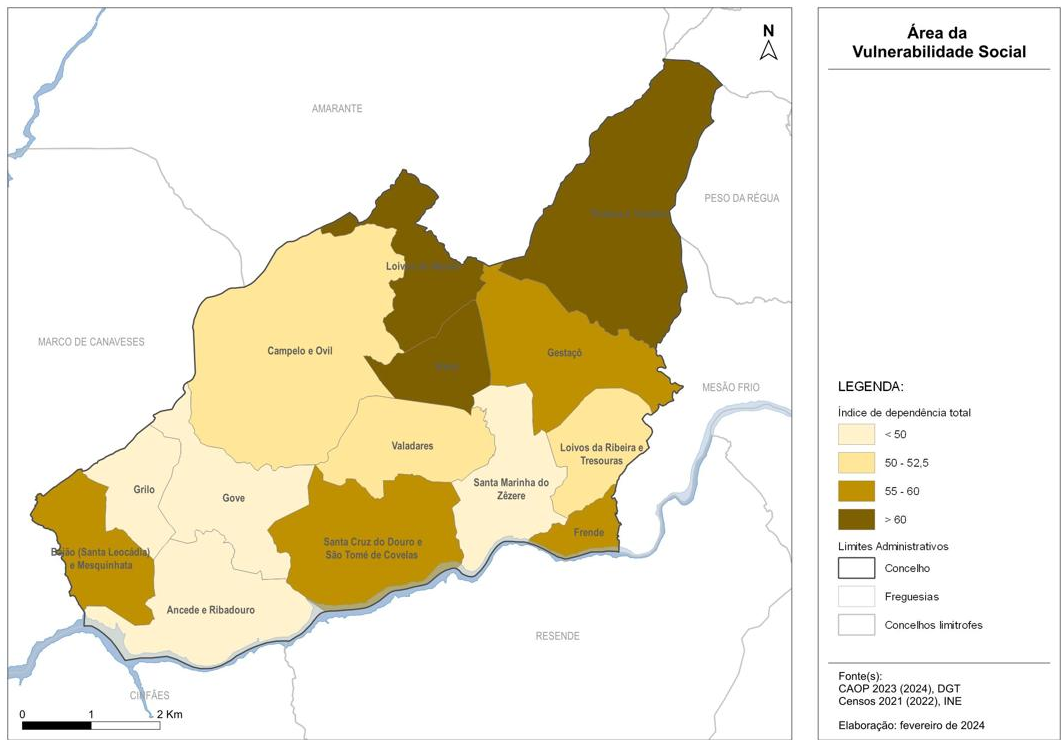 Área da
Vulnerabilidade Social
N
AMARANTE
PESO DA RÉGUA
MARCO DE CANAVESES
MESÃO FRIO
RESENDE
CINFÃES
Campelo e Ovil
Gestaçô
Valadares
Loivos da Ribeira e
Tresouras
Grilo
Gove
Santa Marinha do
Zêzere
Frende
Santa Cruz do Douro e
São Tomé de Covelas
Baião (Santa Leocádia)
e Mesquinhata
Ancede e Ribadouro
0 1 2 Km
LEGENDA:
Índice de dependência total
< 50
50 - 52,5
55 - 60
> 60
Limites Administrativos
Concelho
Freguesias
Concelhos limítrofes
Fonte(s):
CAOP 2023 (2024), DGT
Censos 2021 (2022), INE
Elaboração: fevereiro de 2024